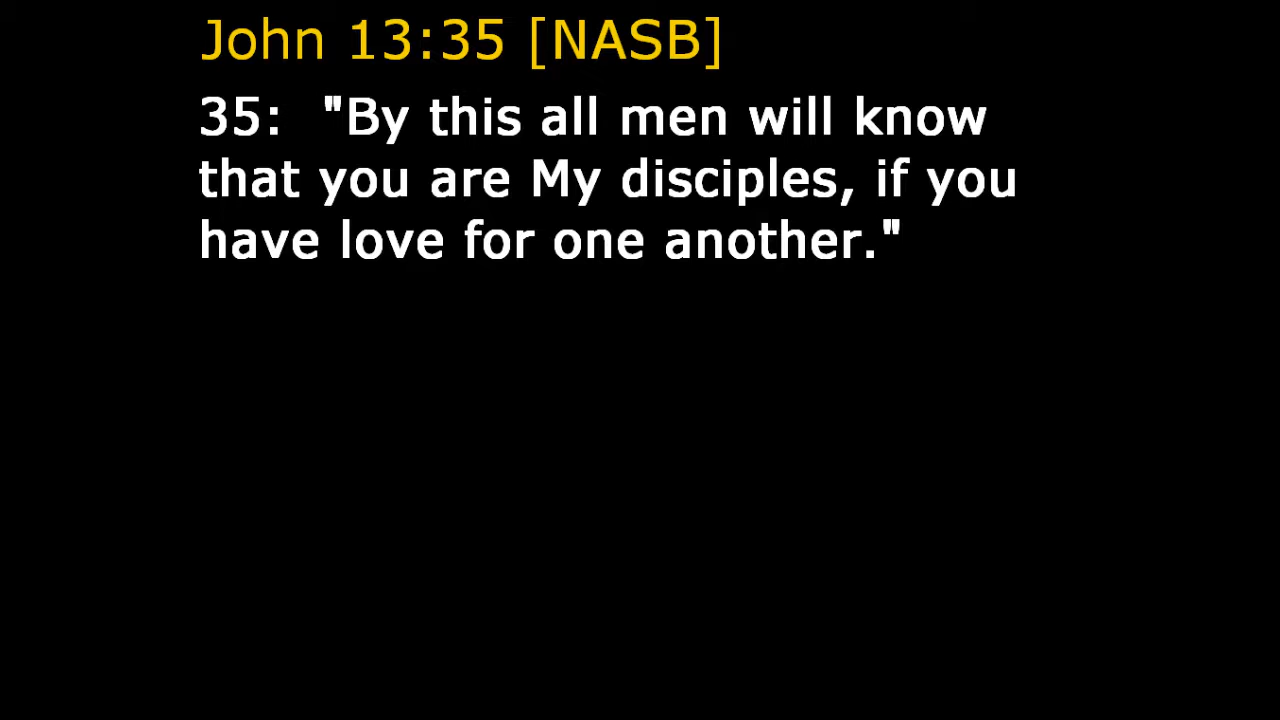 John 13:35 [NASB]
35:  "By this all men will know
that you are My disciples, if you
have love for one another."